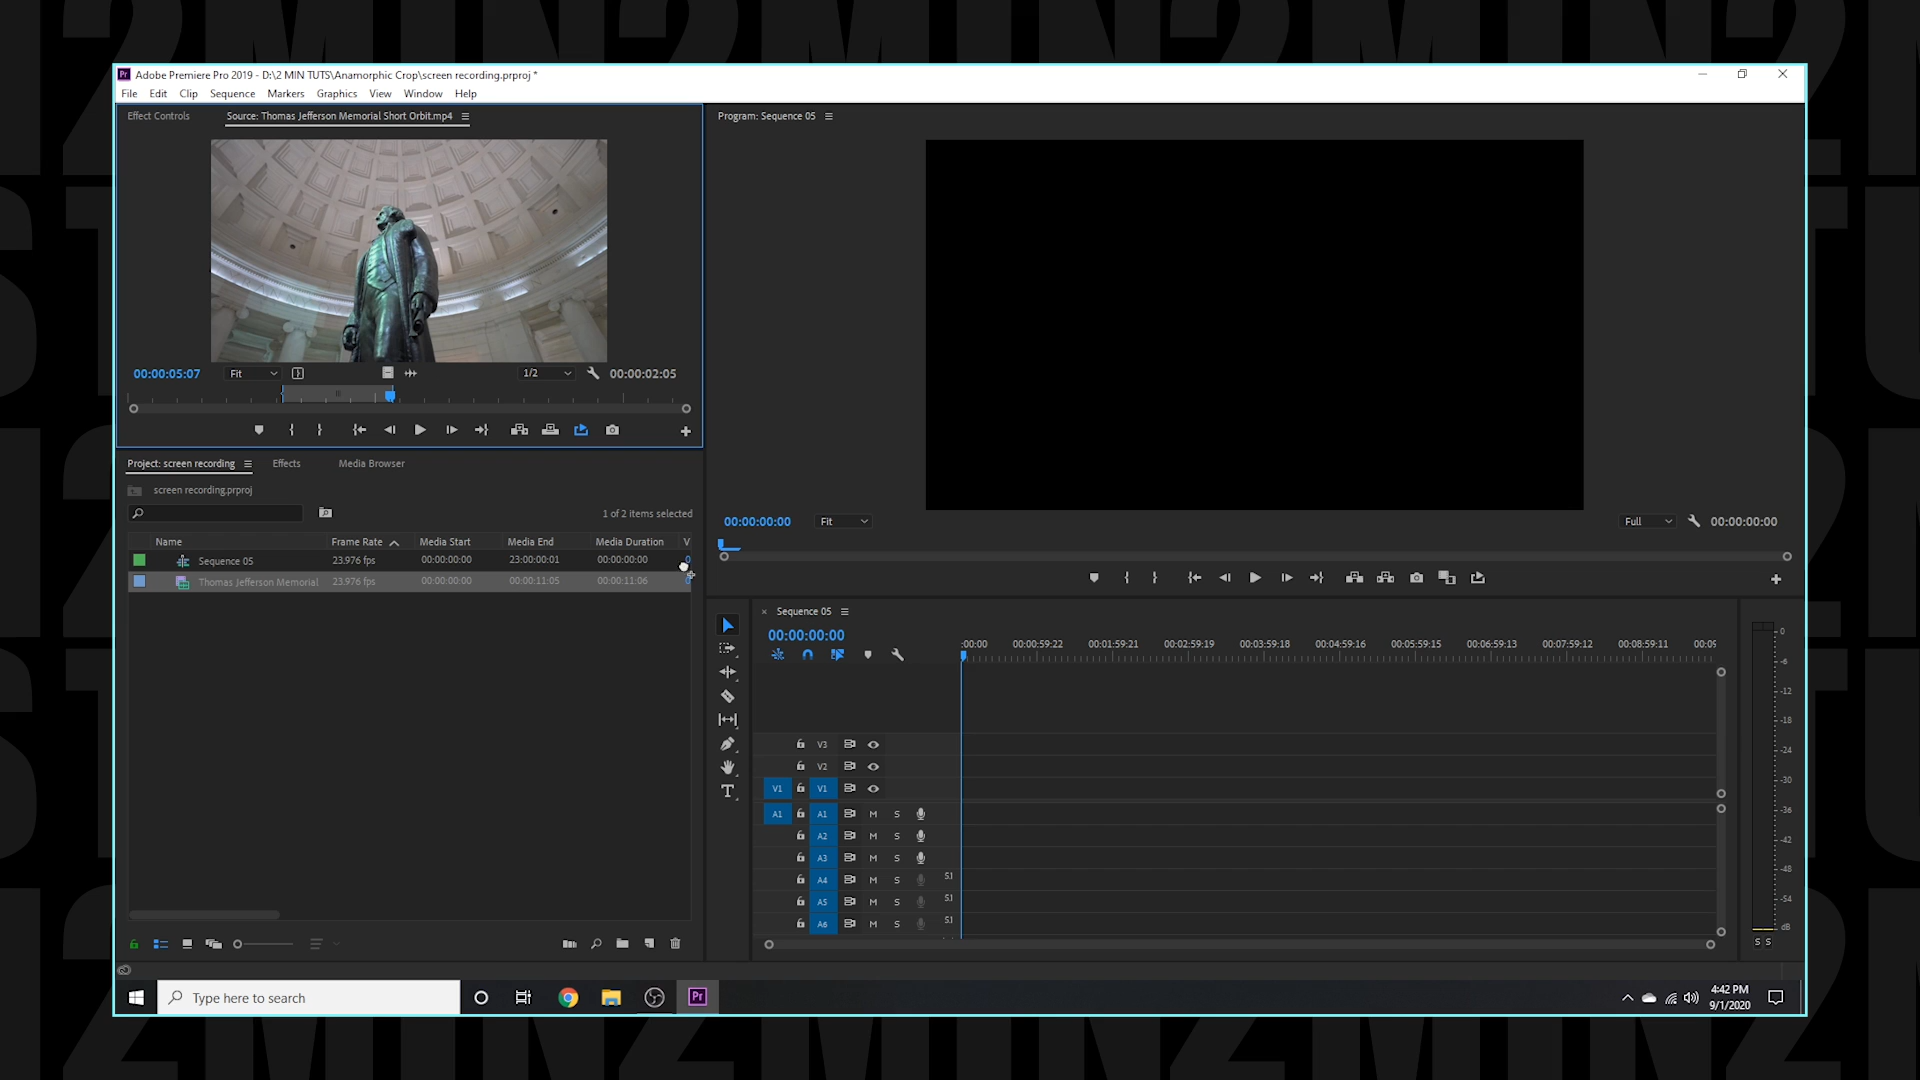 Adobe Premiere Pro 2019 - D:\2 MIN TUTS\Anamorphic Crop\screen recording.prproj *
File Edit Clip Sequence Markers Graphics View Window Help
Effect Controls Source: Thomas Jefferson Memorial Short Orbit.mp4
Program: Sequence 05
00:00:05:07 Fit 1/2 00:00:02:05
Project: screen recording Effects Media Browser
screen recording.prproj
1 of 2 items selected
Name Frame Rate Media Start Media End Media Duration V
Sequence 05 23.976 fps 00:00:00:00 23:00:00:01 00:00:00:00
Thomas Jefferson Memorial 23.976 fps 00:00:00:00 00:00:11:05 00:00:11:06
00:00:00:00 Fit Full 00:00:00:00
Sequence 05
00:00:00:00
:00:00 00:00:59:22 00:01:59:21 00:02:59:19 00:03:59:18 00:04:59:16 00:05:59:15 00:06:59:13 00:07:59:12 00:08:59:11 00:09
V3
V2
V1 V1
A1 A1 M S
A2 M S
A3 M S
A4 M S S.I
A5 M S S.I
A6 M S S.I
0
-6
-12
-18
-24
-30
-36
-42
-48
-54
dB
S S
Type here to search
Pr
4:42 PM
9/1/2020